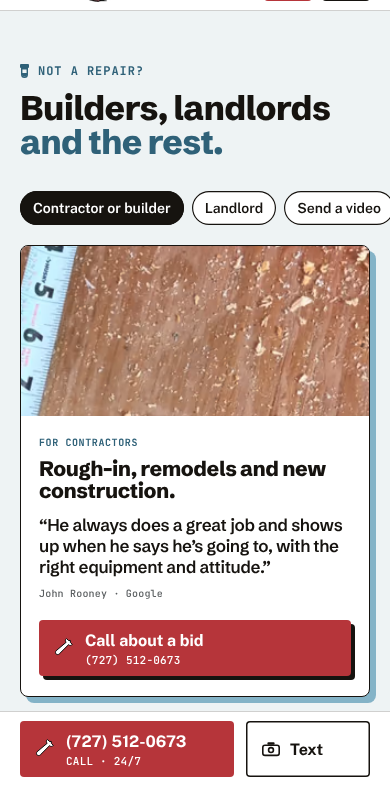 NOT A REPAIR?
Builders, landlords
and the rest.
Contractor or builder
Landlord
Send a video
5
6
7
FOR CONTRACTORS
Rough-in, remodels and new
construction.
“He always does a great job and shows
up when he says he’s going to, with the
right equipment and attitude.”
John Rooney · Google
Call about a bid
(727) 512-0673
(727) 512-0673
CALL · 24/7
Text